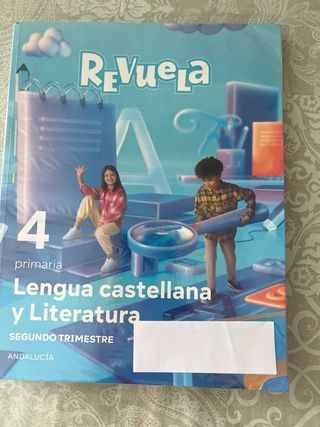 REVUELA
4
primaria
Lengua castellana
y Literatura
SEGUNDO TRIMESTRE
ANDALUCÍA